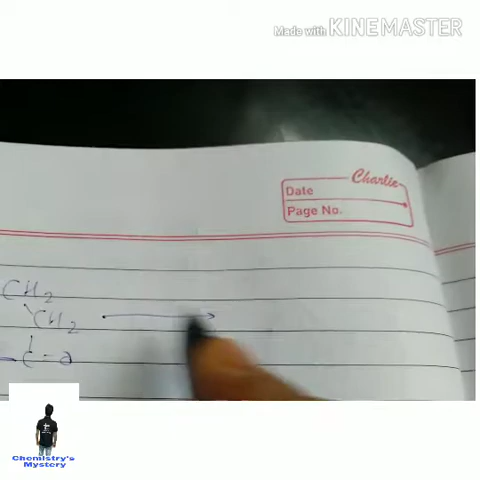 Made with KINEMASTER
Charlie
Date
Page No.
CH2
CH2
Chemistry's
Mystery